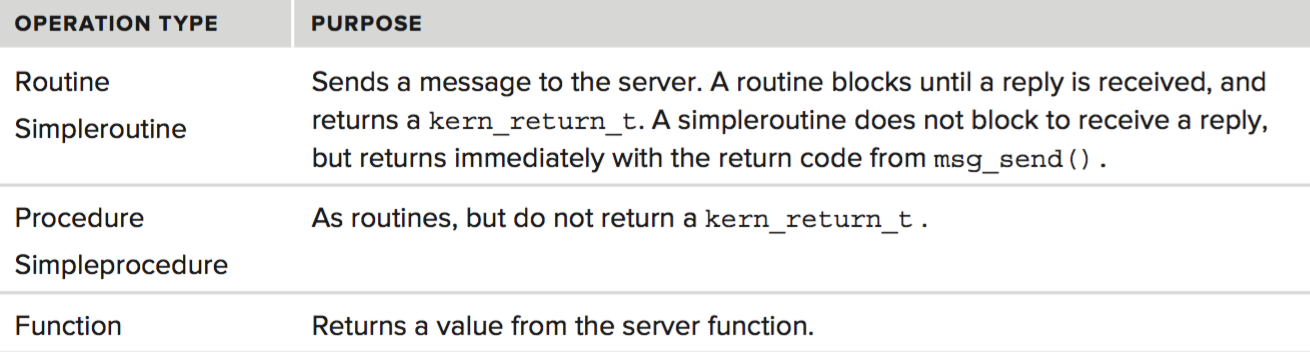 OPERATION TYPE PURPOSE
Routine
Simpleroutine
Sends a message to the server. A routine blocks until a reply is received, and
returns a kern_return_t. A simpleroutine does not block to receive a reply,
but returns immediately with the return code from msg_send().
Procedure
Simpleprocedure
As routines, but do not return a kern_return_t.
Function
Returns a value from the server function.